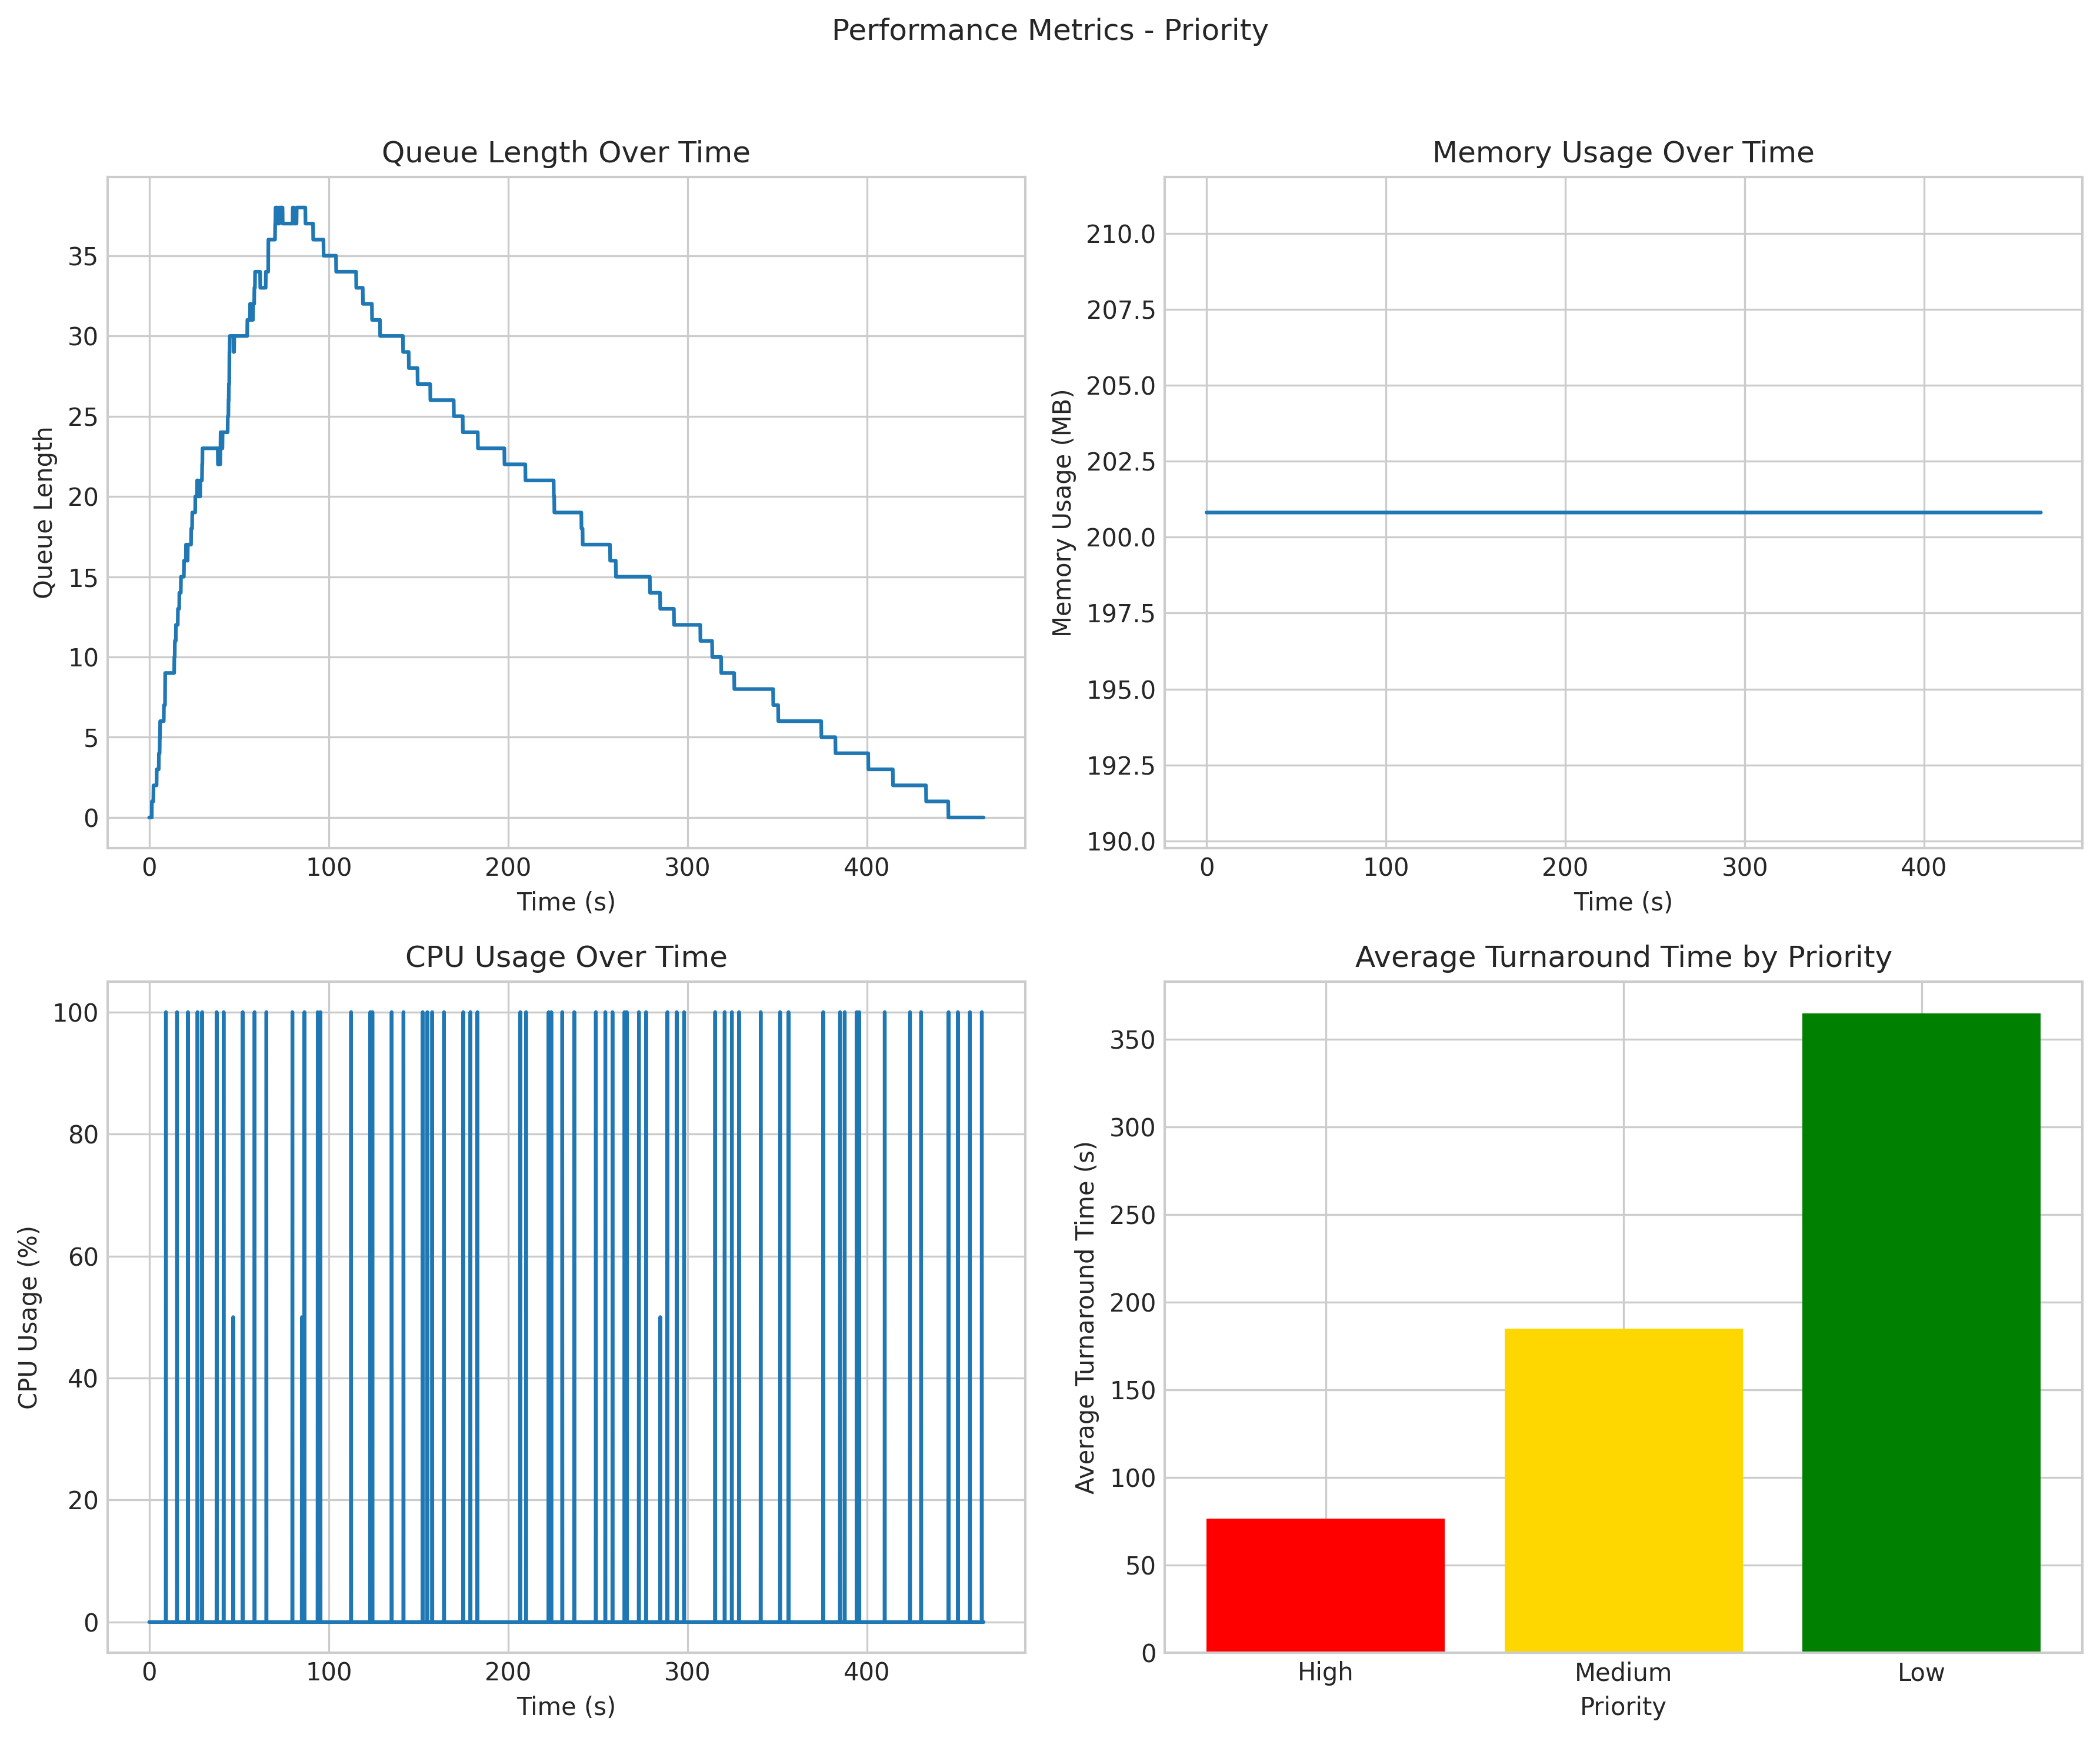 Performance Metrics - Priority
Queue Length Over Time
Queue Length
35
30
25
20
15
10
5
0
0 100 200 300 400
Time (s)
Memory Usage Over Time
Memory Usage (MB)
210.0
207.5
205.0
202.5
200.0
197.5
195.0
192.5
190.0
0 100 200 300 400
Time (s)
CPU Usage Over Time
CPU Usage (%)
100
80
60
40
20
0
0 100 200 300 400
Time (s)
Average Turnaround Time by Priority
Average Turnaround Time (s)
350
300
250
200
150
100
50
0
High Medium Low
Priority